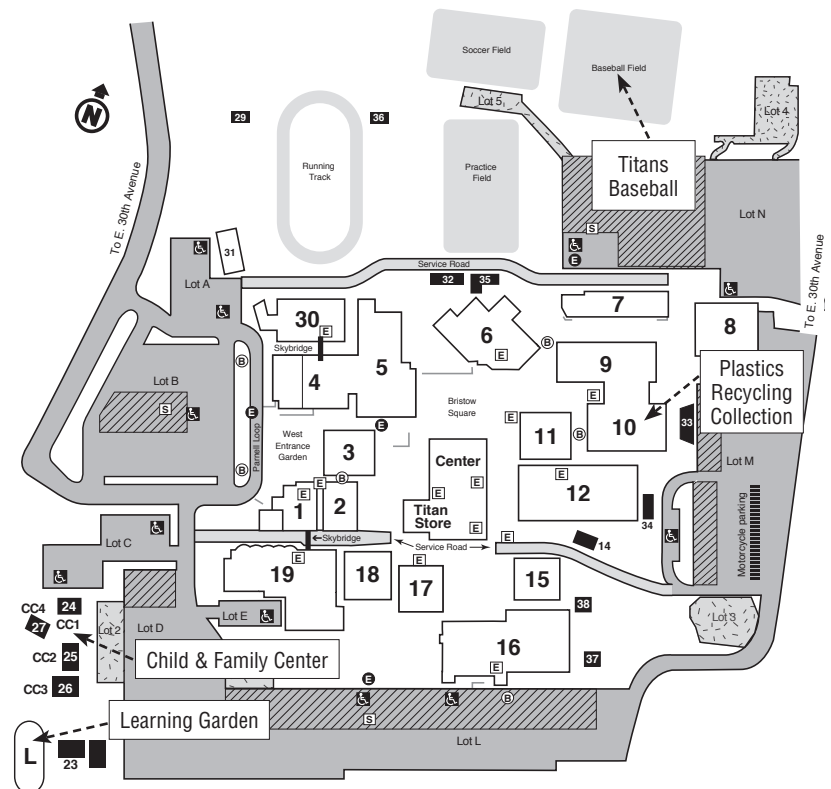 Soccer Field
Baseball Field
Lot 5
Lot 4
N
29
36
To E. 30th Avenue
Running
Track
Practice
Field
Titans
Baseball
Lot N
S
E
31
Lot A
Service Road
32
35
7
To E. 30th Avenue
30
E
Skybridge
4
5
6
E
B
8
9
Plastics
Recycling
Collection
B
Lot B
S
E
Parnell Loop
B
West
Entrance
Garden
E
3
B
Bristow
Square
E
11
B
E
10
33
Center
E
E
Titan
Store
E
E
12
34
Lot M
Motorcycle parking
E
1
E
2
Skybridge
Service Road
E
14
Lot C
E
19
18
E
17
15
38
37
16
E
Lot 3
CC4
24
27
CC1
CC2
25
CC3
26
Lot 2
Lot D
Lot E
Child & Family Center
Learning Garden
L
23
E
S
B
Lot L